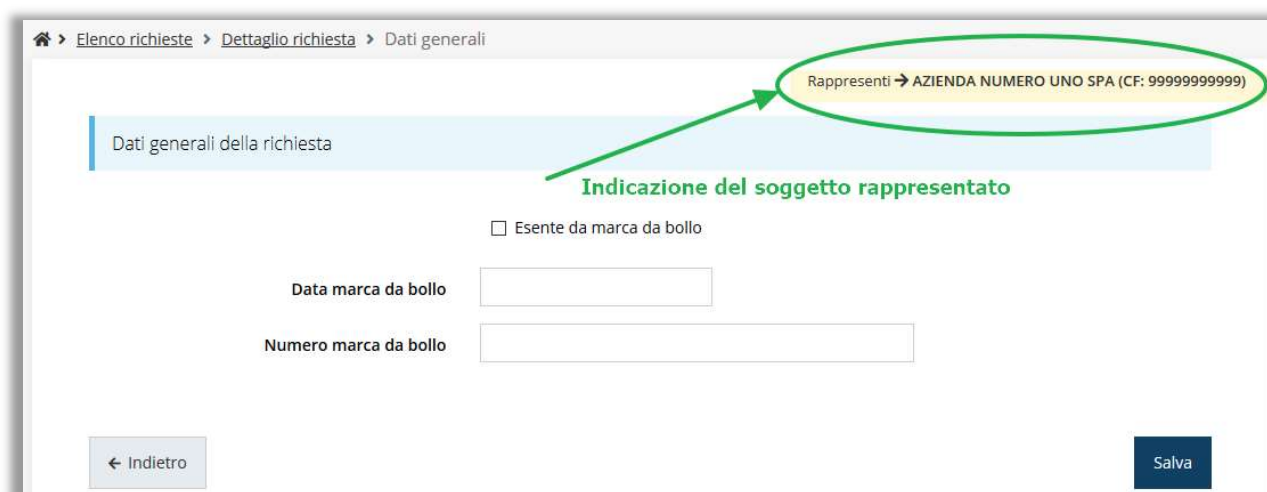 Elenco richieste > Dettaglio richiesta > Dati generali
Rappresenti → AZIENDA NUMERO UNO SPA (CF: 99999999999)
Dati generali della richiesta
Indicazione del soggetto rappresentato
Esente da marca da bollo
Data marca da bollo
Numero marca da bollo
← Indietro
Salva